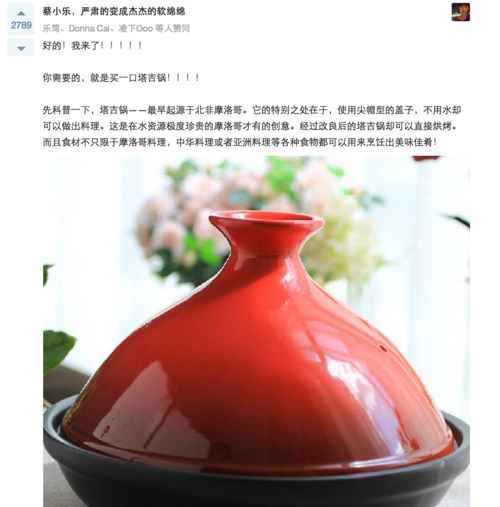 蔡小乐，严肃的变成杰杰的软绵绵
2789
乐简、Donna Cai、凌下Ooo 等人赞同
好的！我来了！！！！！
你需要的，就是买一口塔吉锅！！！！
先科普一下，塔吉锅——最早起源于北非摩洛哥。它的特别之处在于，使用尖帽型的盖子，不用水却
可以做出料理。这是在水资源极度珍贵的摩洛哥才有的创意。经过改良后的塔吉锅却可以直接烘烤。
而且食材不只限于摩洛哥料理，中华料理或者亚洲料理等各种食物都可以用来烹饪出美味佳肴！